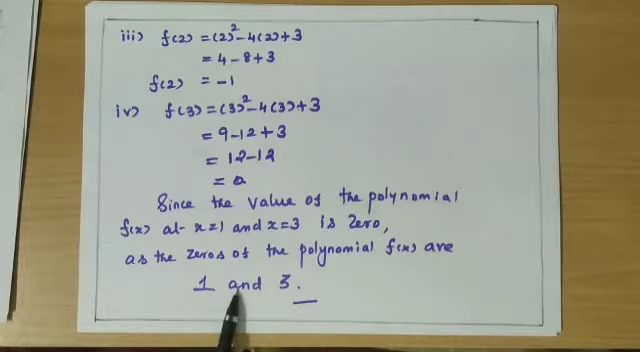 iii) f(2) = (2)² - 4(2) + 3
= 4 - 8 + 3
f(2) = -1
iv) f(3) = (3)² - 4(3) + 3
= 9 - 12 + 3
= 12 - 12
= 0
Since the value of the polynomial
f(x) at x=1 and x=3 is zero,
as the zeros of the polynomial f(x) are
1 and 3.